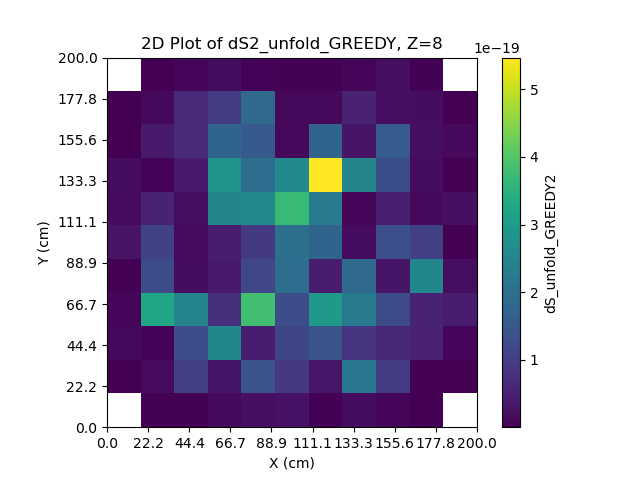 2D Plot of dS2_unfold_GREEDY, Z=8
1e−19
200.0
177.8
155.6
133.3
111.1
88.9
66.7
44.4
22.2
0.0
Y (cm)
0.0 22.2 44.4 66.7 88.9 111.1 133.3 155.6 177.8 200.0
X (cm)
5
4
3
2
1
dS_unfold_GREEDY2